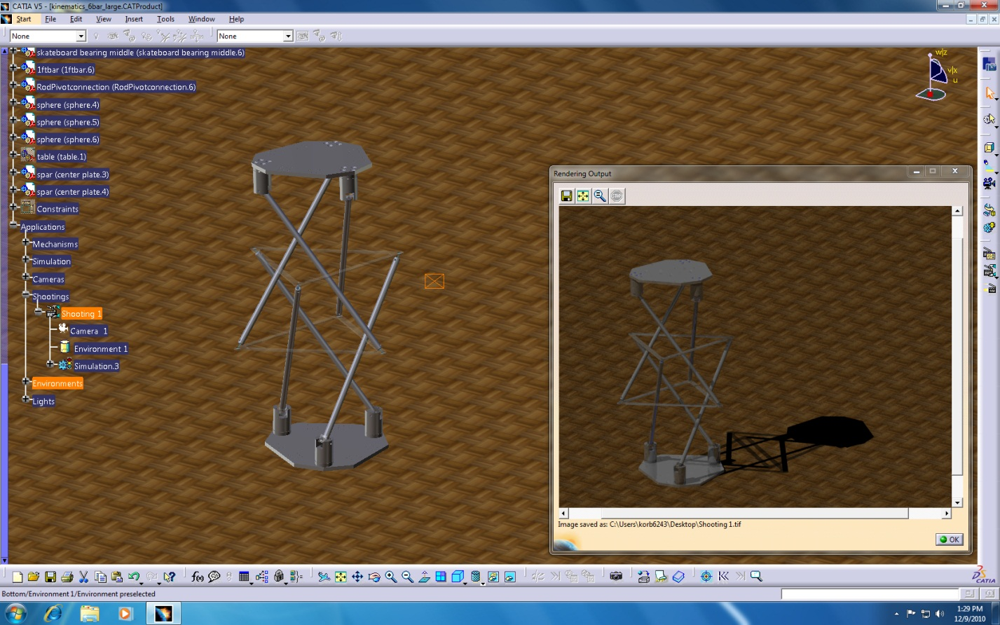 CATIA V5 - [kinematics_6bar_large.CATProduct]
Start File Edit View Insert Tools Window Help
None None
skateboard bearing middle (skateboard bearing middle.6)
1ftbar (1ftbar.6)
RodPivotconnection (RodPivotconnection.6)
sphere (sphere.4)
sphere (sphere.5)
sphere (sphere.6)
table (table.1)
spar (center plate.3)
spar (center plate.4)
Constraints
Applications
Mechanisms
Simulation
Cameras
Shootings
Shooting 1
Camera 1
Environment 1
Simulation.3
Environments
Lights
w|z
v|x
u
Rendering Output
STOP
Image saved as: C:\Users\korb6243\Desktop\Shooting 1.tif
OK
f(x)
CATIA
Bottom/Environment 1/Environment preselected
1:29 PM
12/9/2010